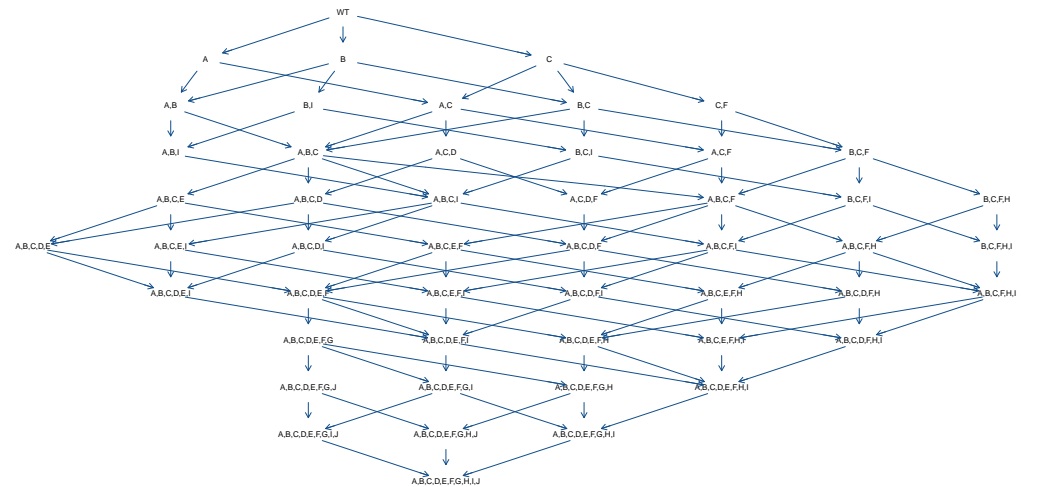 WT
A B C
A,B B,I A,C B,C C,F
A,B,I A,B,C A,C,D B,C,I A,C,F B,C,F
A,B,C,E A,B,C,D A,B,C,I A,C,D,F A,B,C,F B,C,F,I B,C,F,H
A,B,C,D,E A,B,C,E,I A,B,C,D,I A,B,C,E,F A,B,C,D,F A,B,C,F,I A,B,C,F,H B,C,F,H,I
A,B,C,D,E,I A,B,C,D,E,F A,B,C,E,F,I A,B,C,D,F,I A,B,C,E,F,H A,B,C,D,F,H A,B,C,F,H,I
A,B,C,D,E,F,G A,B,C,D,E,F,I A,B,C,D,E,F,H A,B,C,E,F,H,I A,B,C,D,F,H,I
A,B,C,D,E,F,G,J A,B,C,D,E,F,G,I A,B,C,D,E,F,G,H A,B,C,D,E,F,H,I
A,B,C,D,E,F,G,I,J A,B,C,D,E,F,G,H,J A,B,C,D,E,F,G,H,I
A,B,C,D,E,F,G,H,I,J